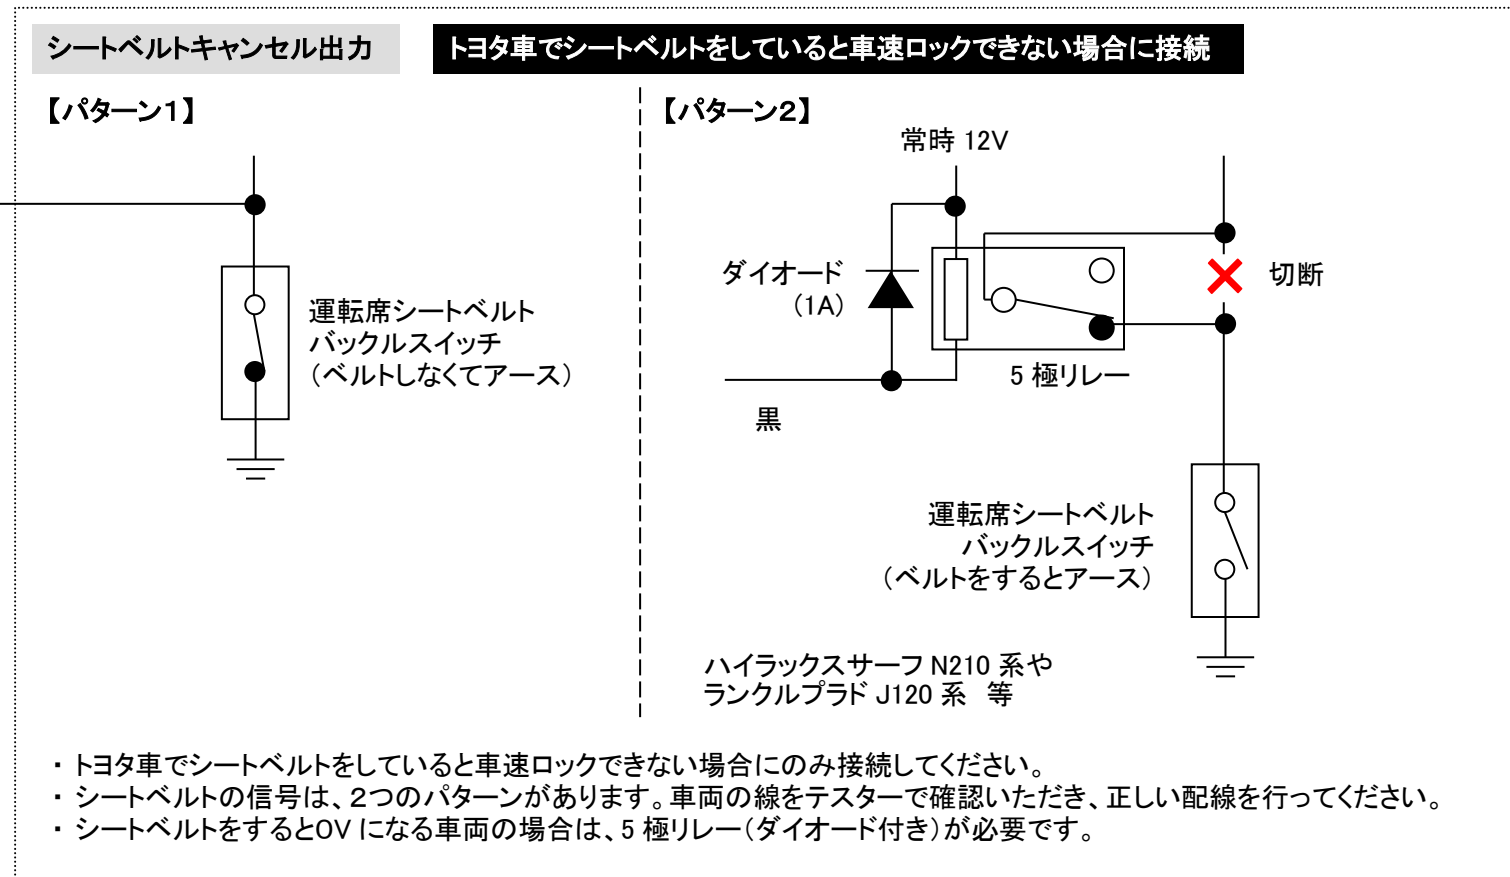 シートベルトキャンセル出力
トヨタ車でシートベルトをしていると車速ロックできない場合に接続
【パターン1】
運転席シートベルト
バックルスイッチ
（ベルトしなくてアース）
【パターン2】
常時 12V
ダイオード
(1A)
切断
5 極リレー
黒
運転席シートベルト
バックルスイッチ
（ベルトをするとアース）
ハイラックスサーフ N210 系や
ランクルプラド J120 系　等
・トヨタ車でシートベルトをしていると車速ロックできない場合にのみ接続してください。
・シートベルトの信号は、2つのパターンがあります。車両の線をテスターで確認いただき、正しい配線を行ってください。
・シートベルトをすると0V になる車両の場合は、5 極リレー（ダイオード付き）が必要です。